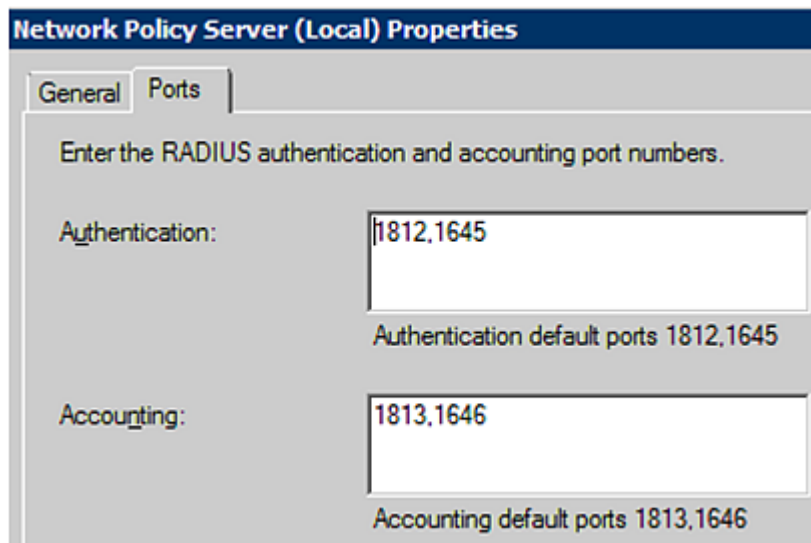 Network Policy Server (Local) Properties
General Ports
Enter the RADIUS authentication and accounting port numbers.
Authentication: 1812,1645
Authentication default ports 1812,1645
Accounting: 1813,1646
Accounting default ports 1813,1646